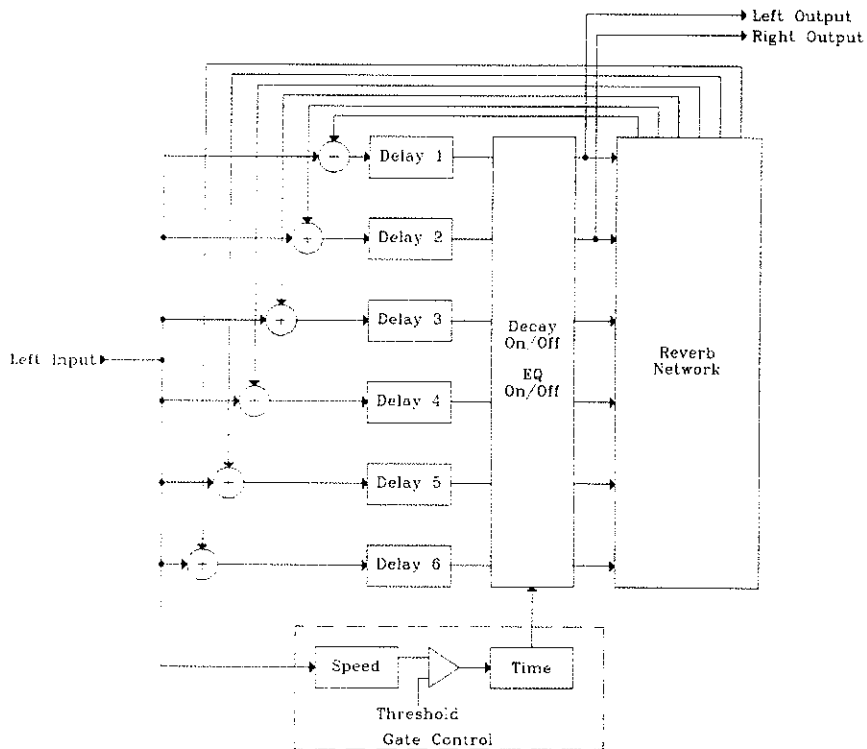 Left Output
Right Output
Delay 1
Delay 2
Delay 3
Decay
On/Off
EQ
On/Off
Reverb
Network
Left Input
Delay 4
Delay 5
Delay 6
Speed
Time
Threshold
Gate Control